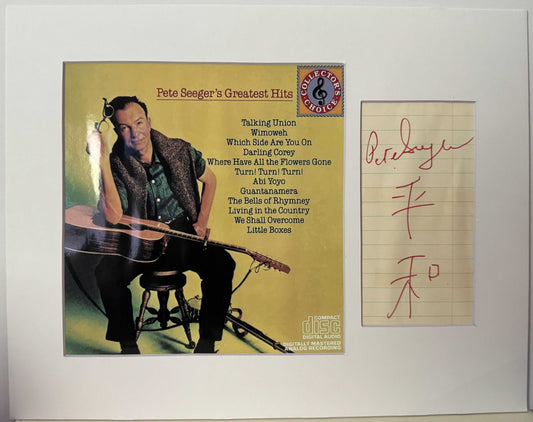 Pete Seeger's Greatest Hits
COLLECTOR'S CHOICE
Talking Union
Wimoweh
Which Side Are You On
Darling Corey
Where Have All the Flowers Gone
Turn! Turn! Turn!
Abi Yoyo
Guantanamera
The Bells of Rhymney
Living in the Country
We Shall Overcome
Little Boxes
COMPACT
disc
DIGITAL AUDIO
DIGITALLY MASTERED
ANALOG RECORDING
Pete Seeger
平
和